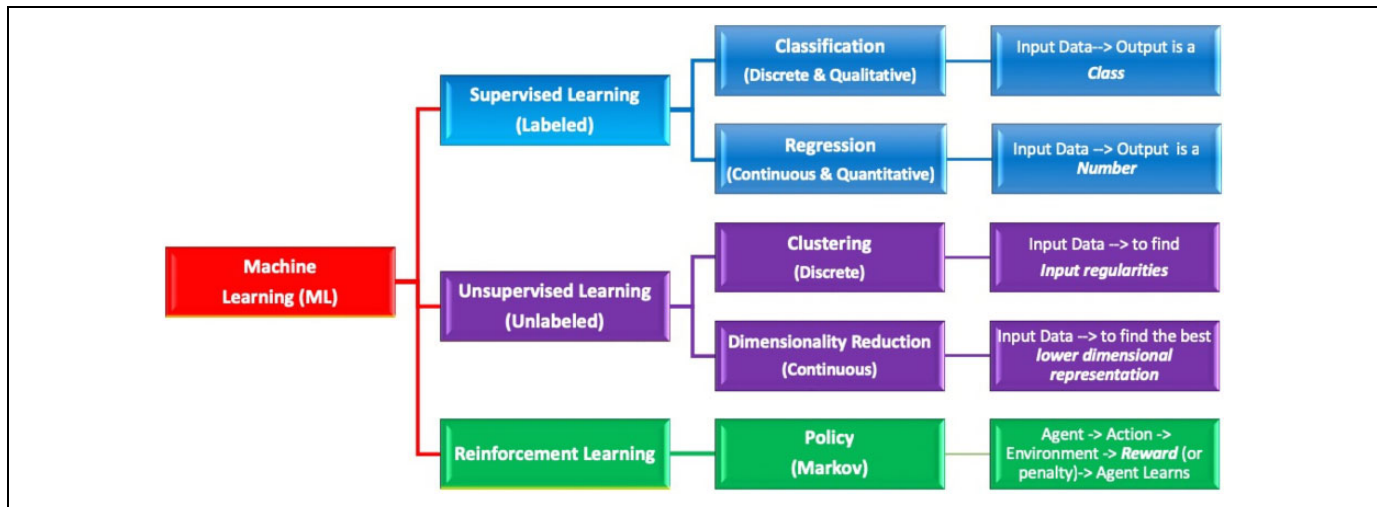 Machine
Learning (ML)
Supervised Learning
(Labeled)
Classification
(Discrete & Qualitative)
Input Data--> Output is a
Class
Regression
(Continuous & Quantitative)
Input Data --> Output  is a
Number
Unsupervised Learning
(Unlabeled)
Clustering
(Discrete)
Input Data --> to find
Input regularities
Dimensionality Reduction
(Continuous)
Input Data --> to find the best
lower dimensional
representation
Reinforcement Learning
Policy
(Markov)
Agent -> Action ->
Environment -> Reward (or
penalty)-> Agent Learns